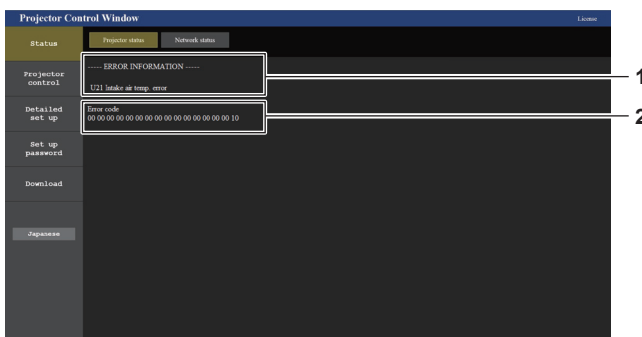 Projector Control Window
License
Status
Projector status
Network status
----- ERROR INFORMATION -----
U21 Intake air temp. error
1
Projector
control
Detailed
set up
Error code
00 00 00 00 00 00 00 00 00 00 00 00 00 00 00 10
2
Set up
password
Download
Japanese